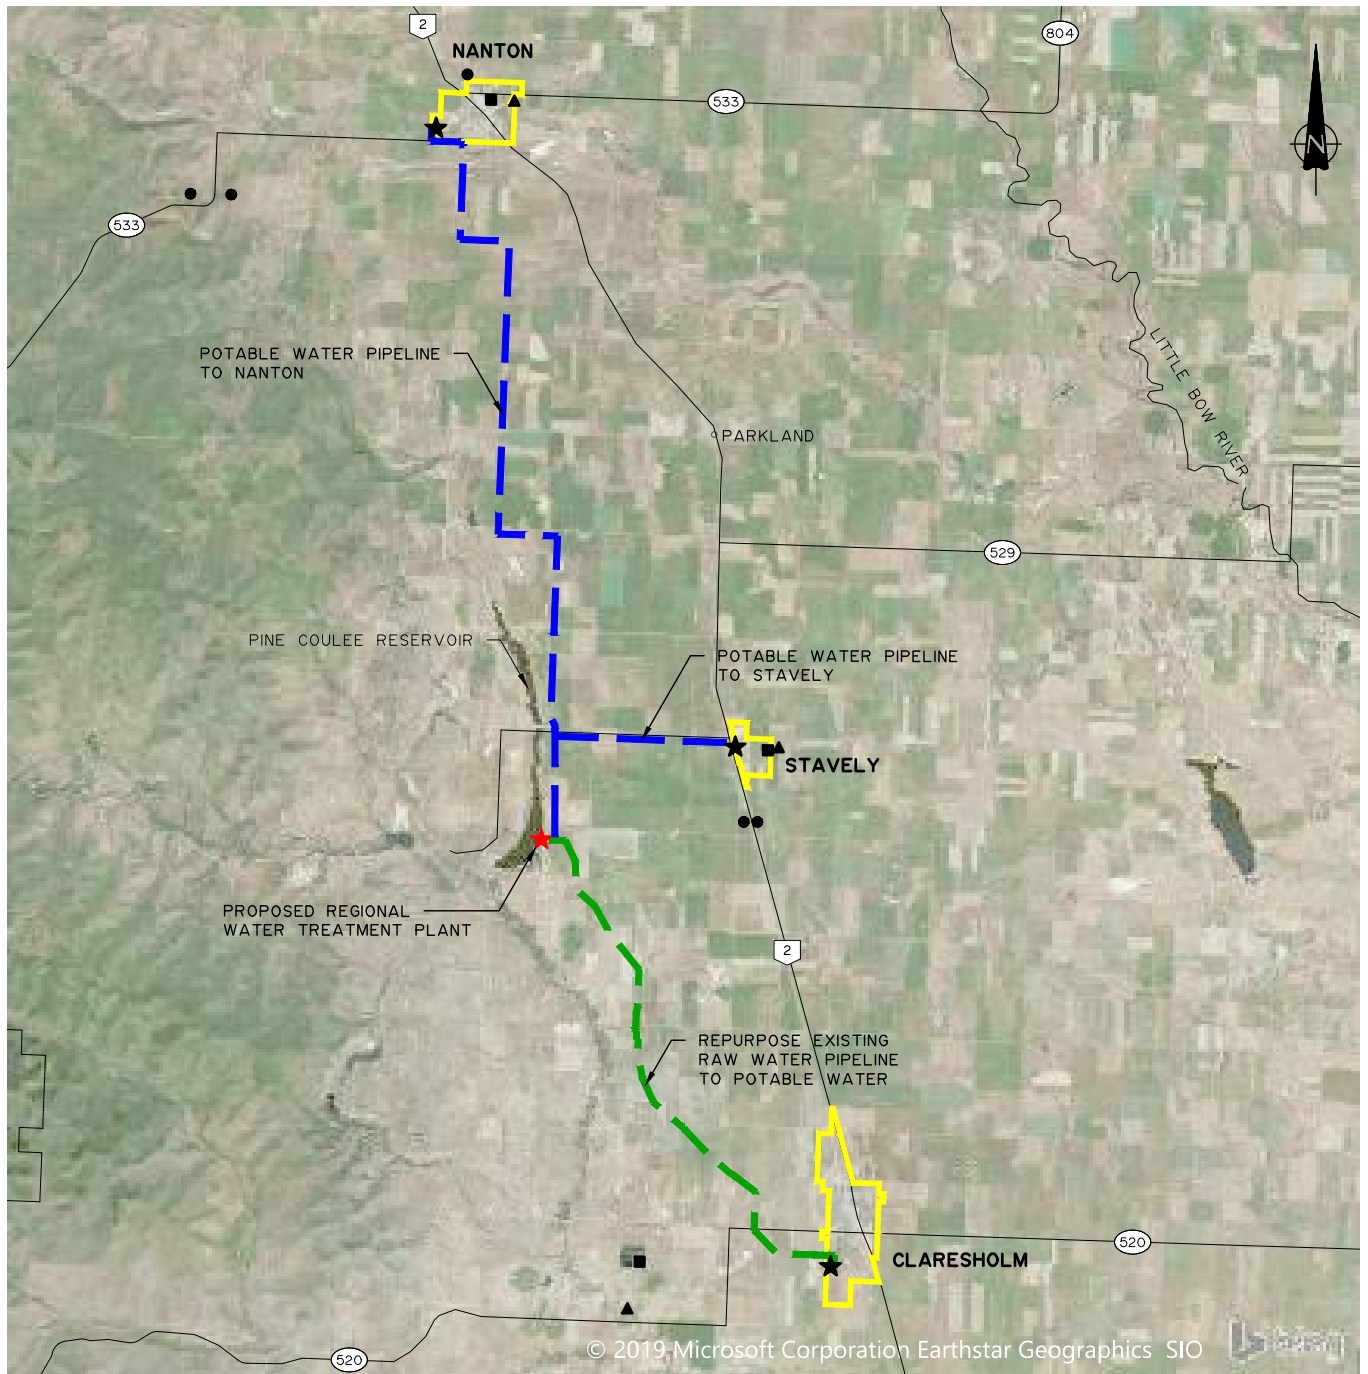 2
804
NANTON
533
N
533
POTABLE WATER PIPELINE
TO NANTON
LITTLE BOW RIVER
PARKLAND
529
PINE COULEE RESERVOIR
POTABLE WATER PIPELINE
TO STAVELY
STAVELY
PROPOSED REGIONAL
WATER TREATMENT PLANT
2
REPURPOSE EXISTING
RAW WATER PIPELINE
TO POTABLE WATER
520
CLARESHOLM
520
© 2019 Microsoft Corporation Earthstar Geographics SIO